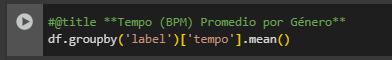 #@title **Tempo (BPM) Promedio por Género**
df.groupby('label')['tempo'].mean()